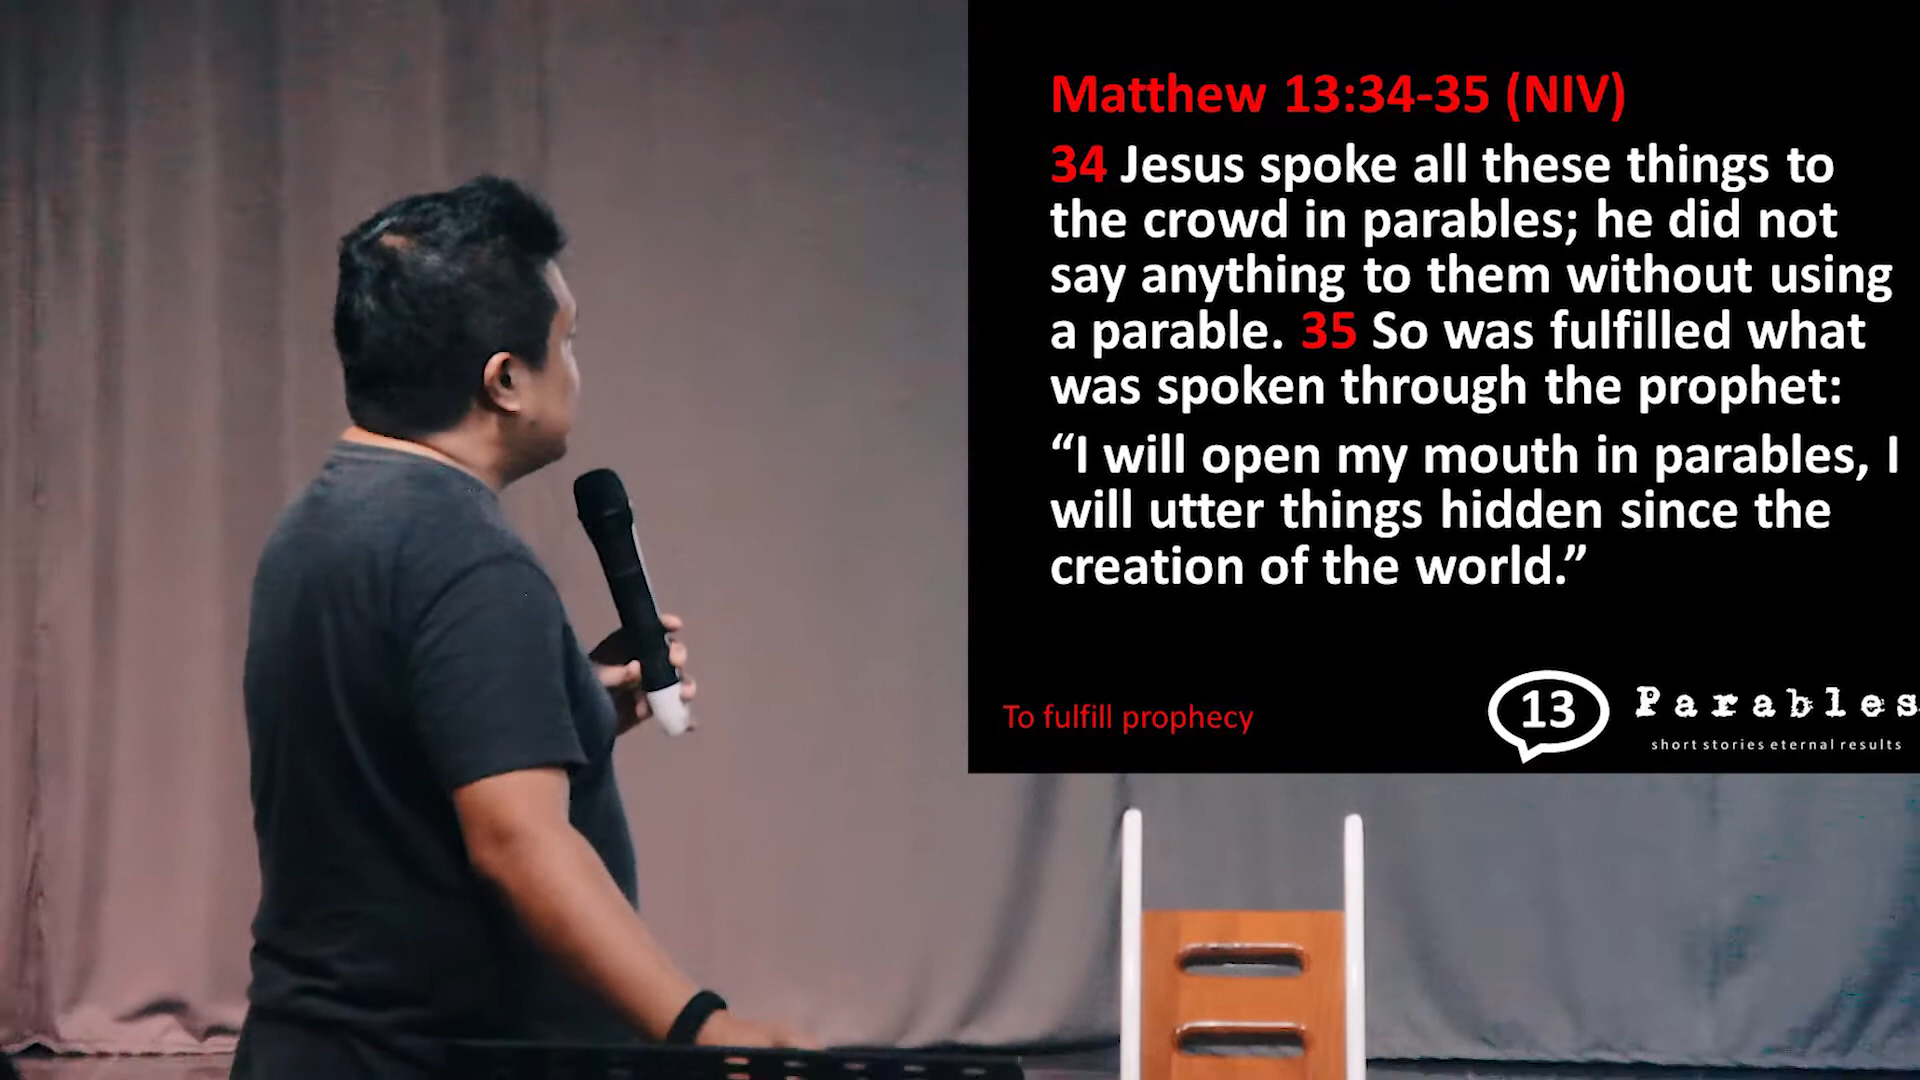 Matthew 13:34-35 (NIV)
34 Jesus spoke all these things to
the crowd in parables; he did not
say anything to them without using
a parable. 35 So was fulfilled what
was spoken through the prophet:
“I will open my mouth in parables, I
will utter things hidden since the
creation of the world.”
To fulfill prophecy
13
Parables
short stories eternal results